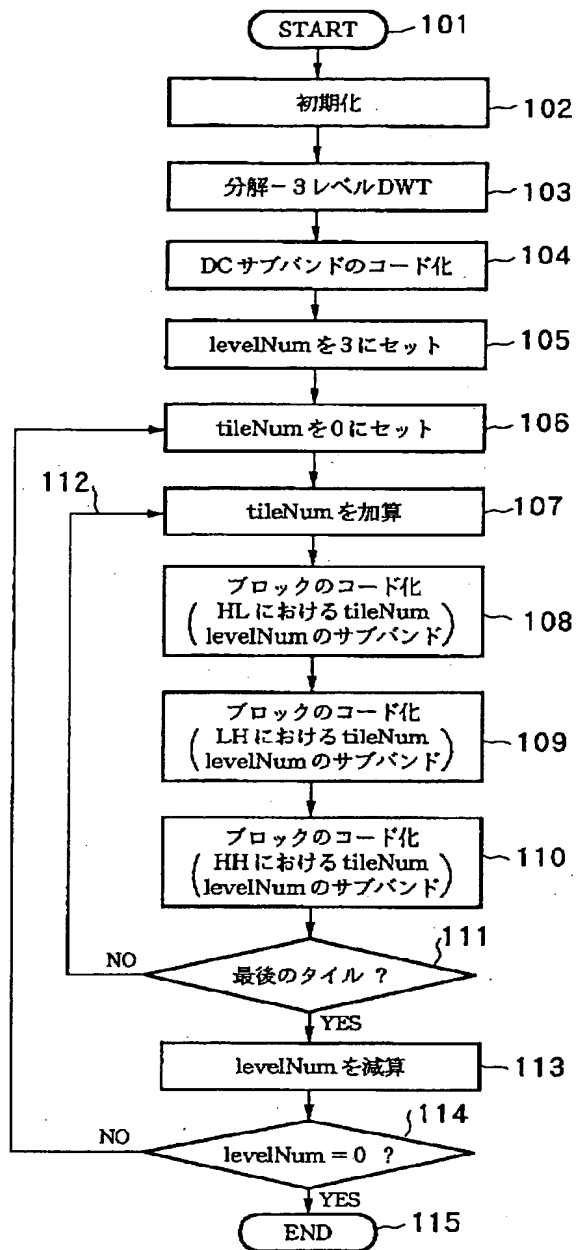 START
101
初期化
102
分解-3レベルDWT
103
DCサブバンドのコード化
104
levelNumを3にセット
105
tileNumを0にセット
106
112
tileNumを加算
107
ブロックのコード化
(HLにおけるtileNum
levelNumのサブバンド)
108
ブロックのコード化
(LHにおけるtileNum
levelNumのサブバンド)
109
ブロックのコード化
(HHにおけるtileNum
levelNumのサブバンド)
110
111
NO
最後のタイル ?
YES
levelNumを減算
113
114
NO
levelNum = 0 ?
YES
END
115